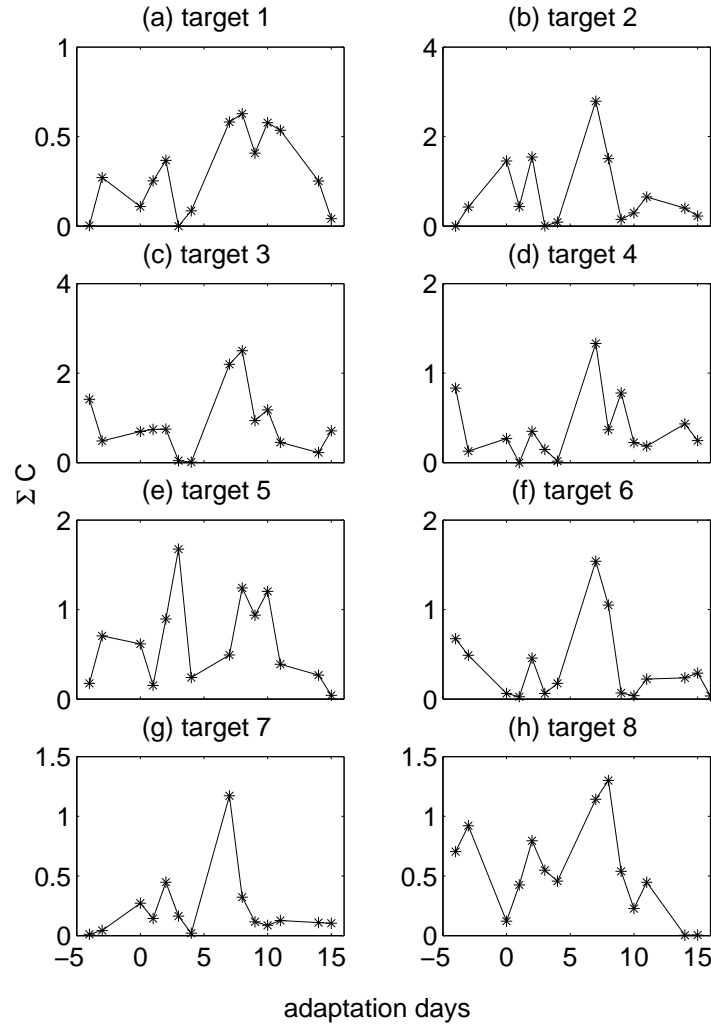 (a) target 1
(b) target 2
1
0.5
0
4
2
0
(c) target 3
(d) target 4
4
2
0
2
1
0
Σ C
(e) target 5
(f) target 6
2
1
0
2
1
0
(g) target 7
(h) target 8
1.5
1
0.5
0
−5 0 5 10 15
1.5
1
0.5
0
−5 0 5 10 15
adaptation days